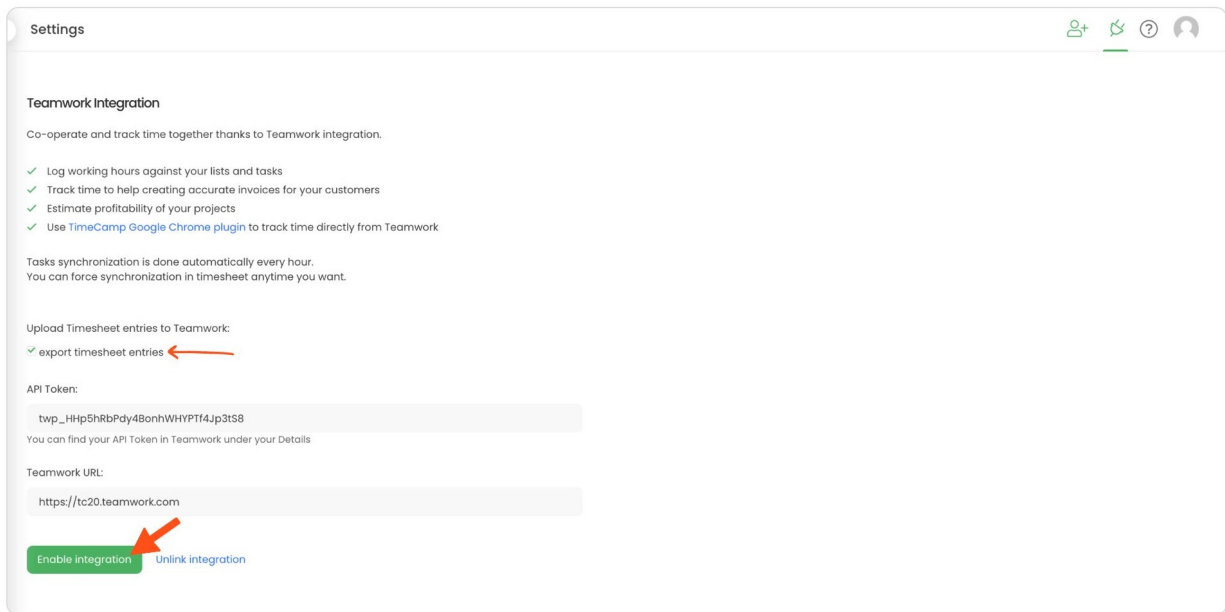 Settings
Teamwork Integration
Co-operate and track time together thanks to Teamwork integration.
Log working hours against your lists and tasks
Track time to help creating accurate invoices for your customers
Estimate profitability of your projects
Use TimeCamp Google Chrome plugin to track time directly from Teamwork
Tasks synchronization is done automatically every hour.
You can force synchronization in timesheet anytime you want.
Upload Timesheet entries to Teamwork:
export timesheet entries
API Token:
twp_HHp5hRbPdy4BonhWHYPTf4Jp3tS8
You can find your API Token in Teamwork under your Details
Teamwork URL:
https://tc20.teamwork.com
Enable integration Unlink integration